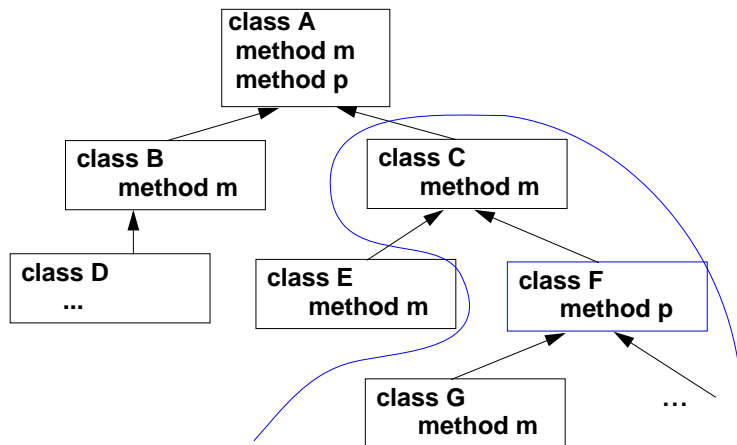 class A
method m
method p
class B
method m
class C
method m
class D
...
class E
method m
class F
method p
class G
method m
...